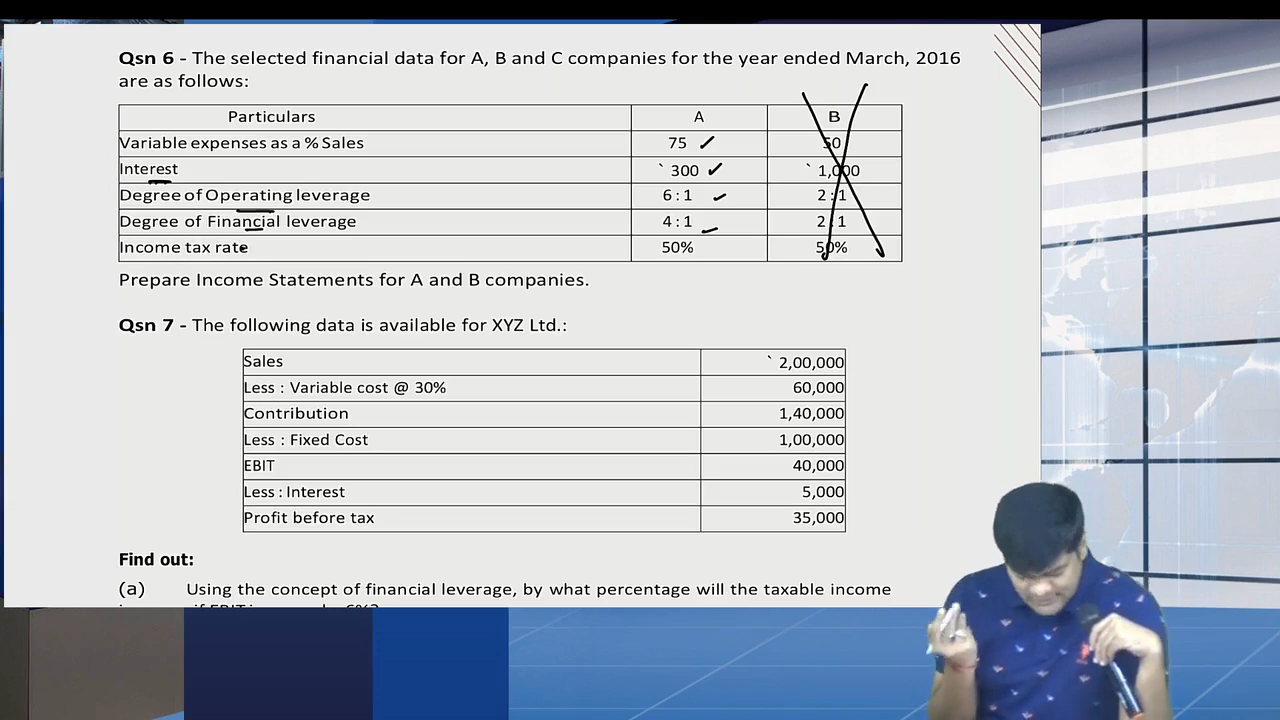 Qsn 6 - The selected financial data for A, B and C companies for the year ended March, 2016
are as follows:
Particulars A B
Variable expenses as a % Sales 75 50
Interest ` 300 ` 1,000
Degree of Operating leverage 6 : 1 2 : 1
Degree of Financial leverage 4 : 1 2 : 1
Income tax rate 50% 50%
Prepare Income Statements for A and B companies.
Qsn 7 - The following data is available for XYZ Ltd.:
Sales ` 2,00,000
Less : Variable cost @ 30% 60,000
Contribution 1,40,000
Less : Fixed Cost 1,00,000
EBIT 40,000
Less : Interest 5,000
Profit before tax 35,000
Find out:
(a) Using the concept of financial leverage, by what percentage will the taxable income